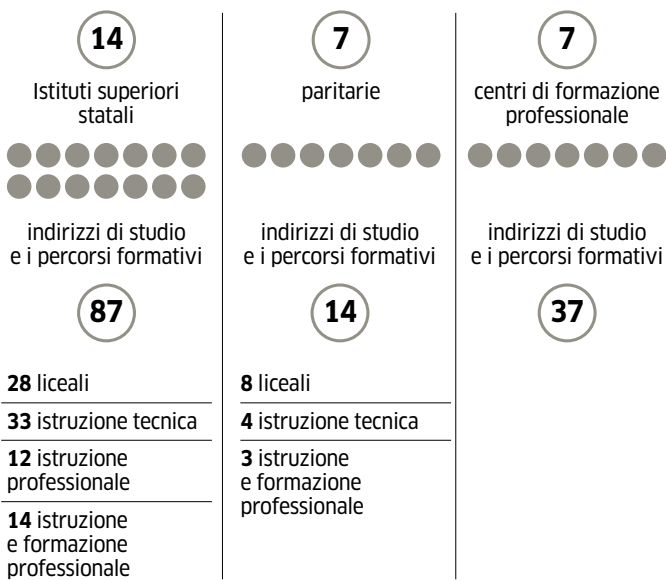 14
Istituti superiori
statali
indirizzi di studio
e i percorsi formativi
87
28 liceali
33 istruzione tecnica
12 istruzione
professionale
14 istruzione
e formazione
professionale
7
paritarie
indirizzi di studio
e i percorsi formativi
14
8 liceali
4 istruzione tecnica
3 istruzione
e formazione
professionale
7
centri di formazione
professionale
indirizzi di studio
e i percorsi formativi
37